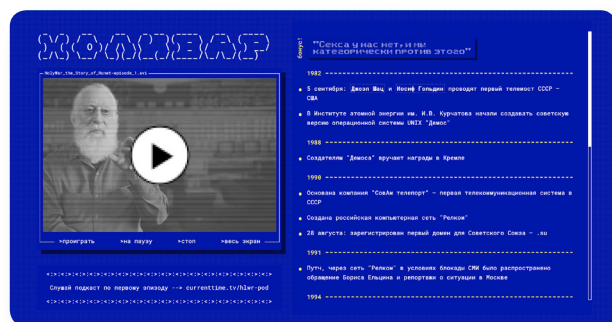 ХОЛИВАР
HolyWar_the_Story_of_Runet-episode_1.avi
>проиграть >на паузу >стоп >весь экран
<:><:><:><:><:><:><:><:><:><:><:><:><:><:><:><:><:><:><:><:>
Слушай подкаст по первому эпизоду --> currenttime.tv/hlwr-pod
<:><:><:><:><:><:><:><:><:><:><:><:><:><:><:><:><:><:><:><:>
бонус!
"Секса у нас нет, и мы
категорически против этого"
1982
5 сентября: Джоэл Шац и Иосиф Гольдин проводят первый телемост СССР –
США
В Институте атомной энергии им. И.В. Курчатова начали создавать советскую
версию операционной системы UNIX "Демос"
1988
Создателям "Демоса" вручают награды в Кремле
1990
Основана компания "СовАм телепорт" – первая телекоммуникационная система в
СССР
Создана российская компьютерная сеть "Релком"
28 августа: зарегистрирован первый домен для Советского Союза – .su
1991
Путч, через сеть "Релком" в условиях блокады СМИ было распространено
обращение Бориса Ельцина и репортажи о ситуации в Москве
1994